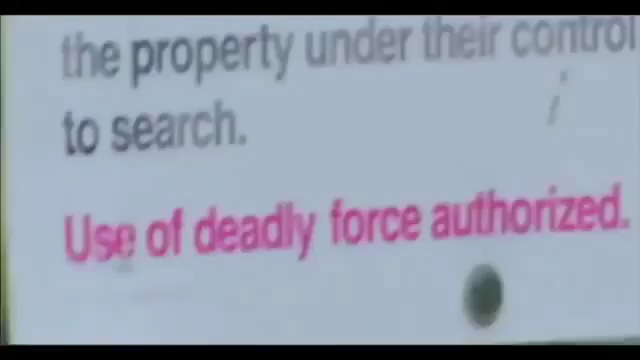 the property under their control
to search.
Use of deadly force authorized.